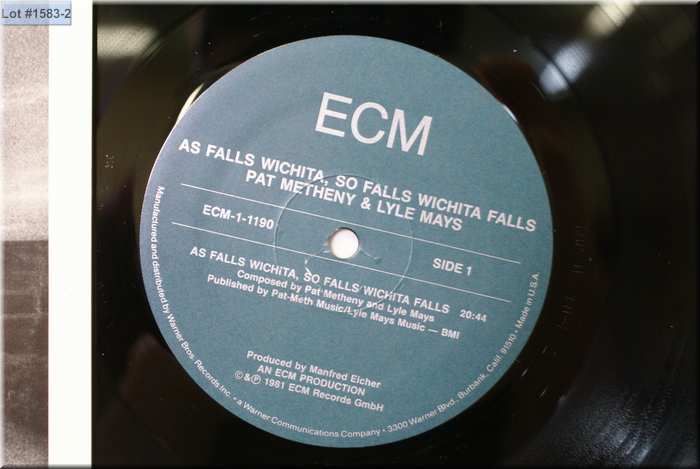 Lot #1583-2
ECM
AS FALLS WICHITA, SO FALLS WICHITA FALLS
PAT METHENY & LYLE MAYS
ECM-1-1190
SIDE 1
AS FALLS WICHITA, SO FALLS WICHITA FALLS 20:44
Composed by Pat Metheny and Lyle Mays
Published by Pat-Meth Music/Lyle Mays Music — BMI
Produced by Manfred Eicher
AN ECM PRODUCTION
©&℗ 1981 ECM Records GmbH
Manufactured and distributed by Warner Bros. Records Inc. • a Warner Communications Company • 3300 Warner Blvd., Burbank, Calif. 91510 • Made in U.S.A.